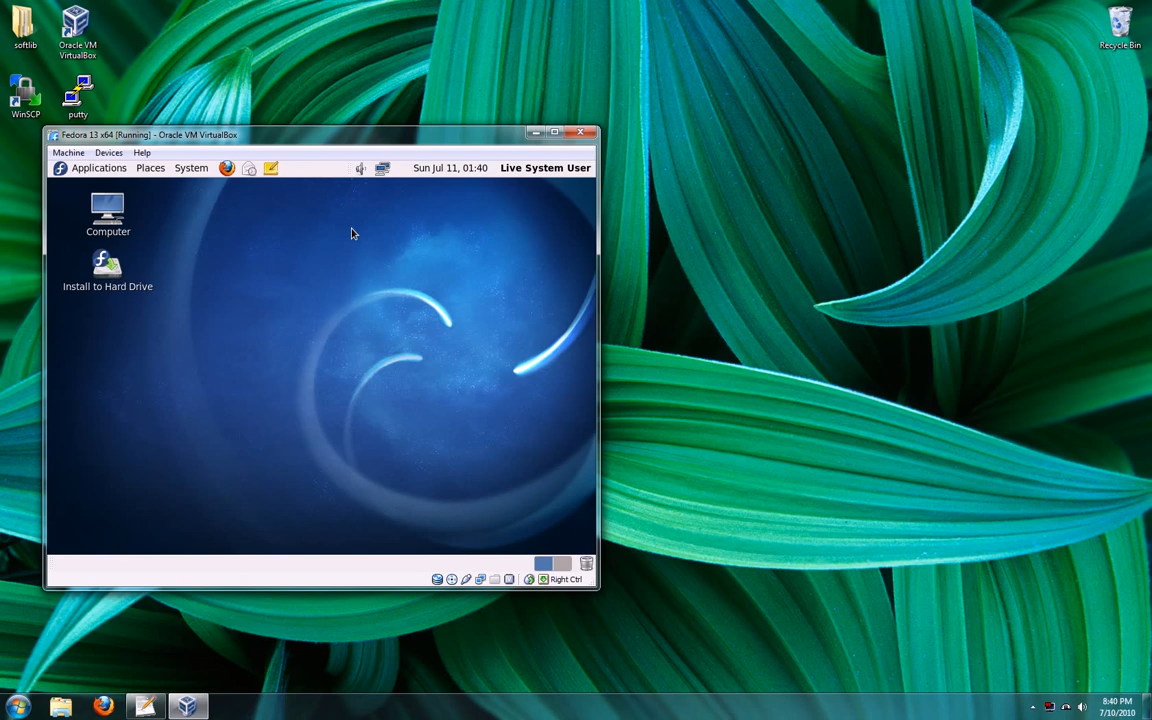 softlib
Oracle VM
VirtualBox
Recycle Bin
WinSCP
putty
Fedora 13 x64 [Running] - Oracle VM VirtualBox
Machine Devices Help
Applications Places System Sun Jul 11, 01:40 Live System User
Computer
Install to Hard Drive
Right Ctrl
8:40 PM
7/10/2010